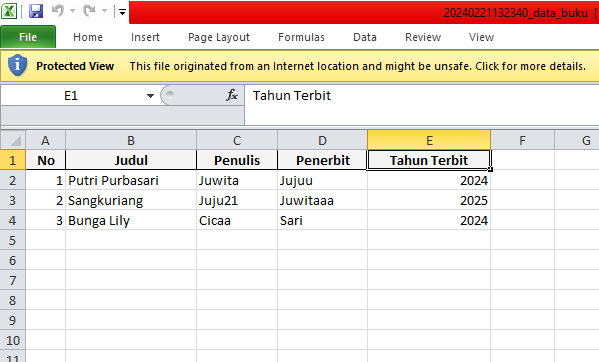 20240221132340_data_buku [
File Home Insert Page Layout Formulas Data Review View
Protected View This file originated from an Internet location and might be unsafe. Click for more details.
E1 fx Tahun Terbit
A B C D E F G
1 No Judul Penulis Penerbit Tahun Terbit
2 1 Putri Purbasari Juwita Jujuu 2024
3 2 Sangkuriang Juju21 Juwitaaa 2025
4 3 Bunga Lily Cicaa Sari 2024
5
6
7
8
9
10
11